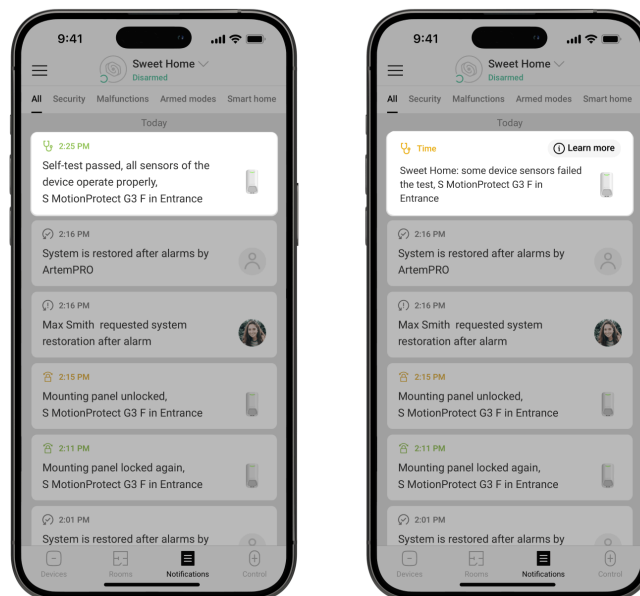 9:41
Sweet Home
Disarmed
All Security Malfunctions Armed modes Smart home
Today
2:25 PM
Self-test passed, all sensors of the
device operate properly,
S MotionProtect G3 F in Entrance
2:16 PM
System is restored after alarms by
ArtemPRO
2:16 PM
Max Smith requested system
restoration after alarm
2:15 PM
Mounting panel unlocked,
S MotionProtect G3 F in Entrance
2:11 PM
Mounting panel locked again,
S MotionProtect G3 F in Entrance
2:01 PM
System is restored after alarms by
Devices Rooms Notifications Control
9:41
Sweet Home
Disarmed
All Security Malfunctions Armed modes Smart home
Today
Time Learn more
Sweet Home: some device sensors failed
the test, S MotionProtect G3 F in
Entrance
2:16 PM
System is restored after alarms by
ArtemPRO
2:16 PM
Max Smith requested system
restoration after alarm
2:15 PM
Mounting panel unlocked,
S MotionProtect G3 F in Entrance
2:11 PM
Mounting panel locked again,
S MotionProtect G3 F in Entrance
2:01 PM
System is restored after alarms by
Devices Rooms Notifications Control